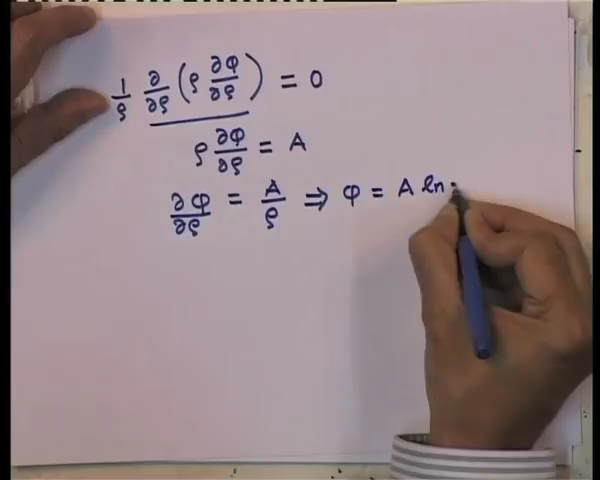 1/ρ ∂/∂ρ (ρ ∂φ/∂ρ) = 0
ρ ∂φ/∂ρ = A
∂φ/∂ρ = A/ρ ⇒ φ = A ln